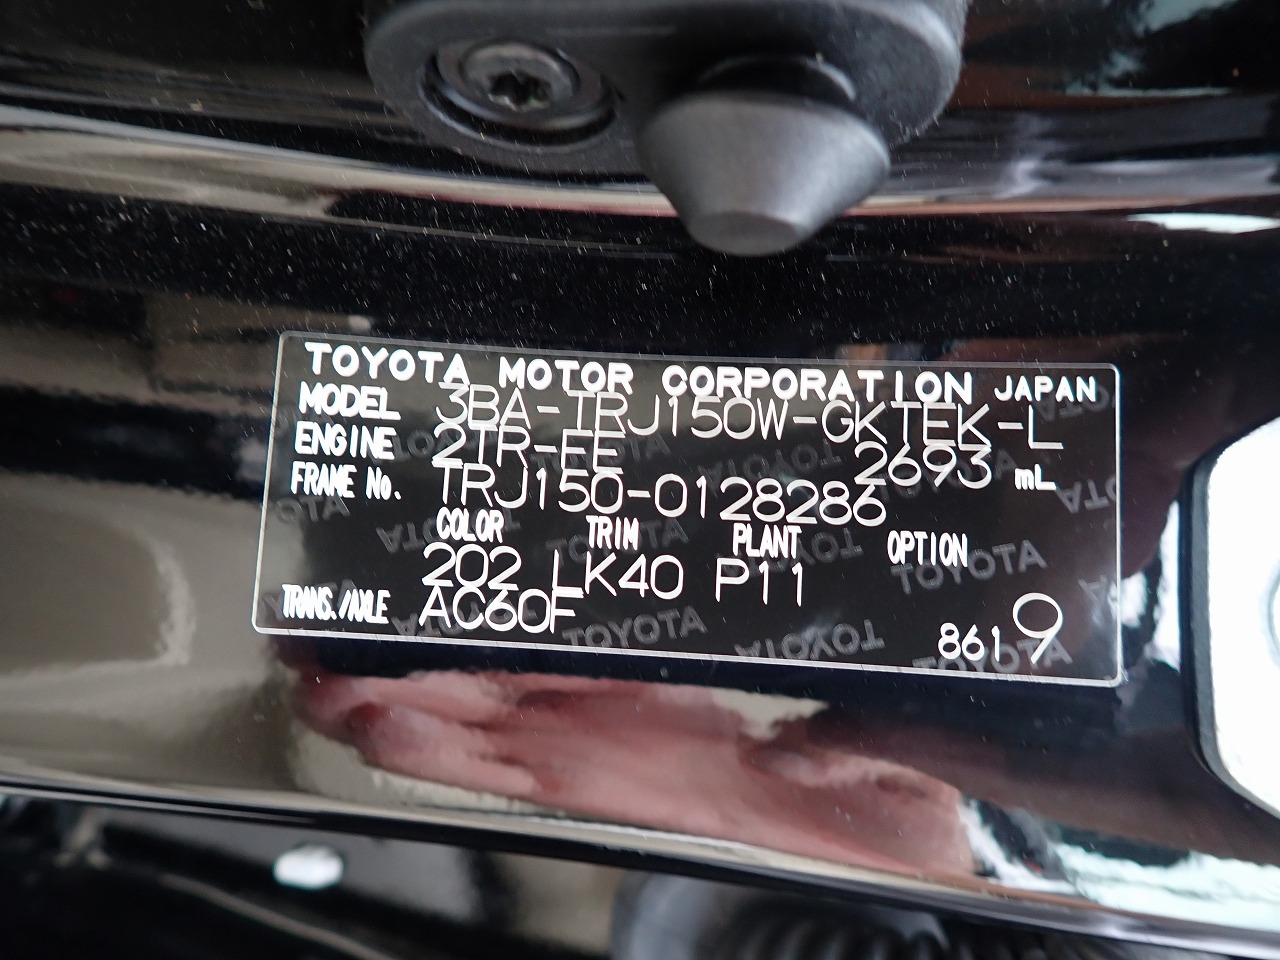 TOYOTA MOTOR CORPORATION JAPAN
MODEL 3BA-TRJ150W-GKTEK-L
ENGINE 2TR-FE 2693 mL
FRAME No. TRJ150-0128286
COLOR TRIM PLANT OPTION
202 LK40 P11
TRANS./AXLE AC60F
8619